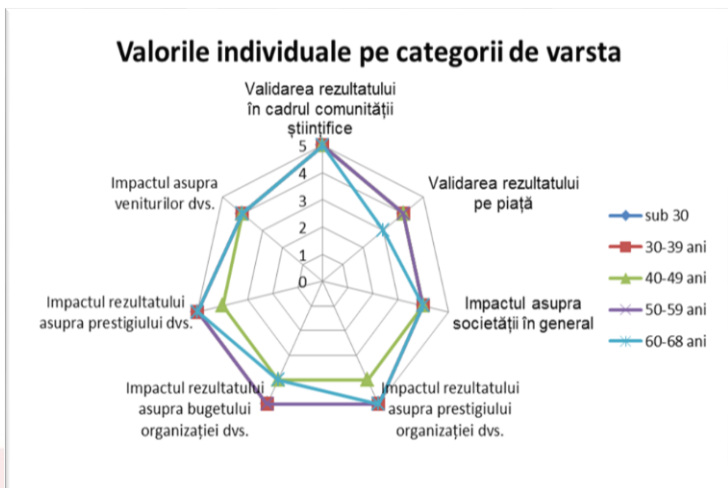 Valorile individuale pe categorii de varsta
Validarea rezultatului
în cadrul comunității
științifice
5
4
3
2
1
0
Validarea rezultatului
pe piață
Impactul asupra
societății în general
Impactul rezultatului
asupra prestigiului
organizației dvs.
Impactul rezultatului
asupra bugetului
organizației dvs.
Impactul rezultatului
asupra prestigiului dvs.
Impactul asupra
veniturilor dvs.
sub 30
30-39 ani
40-49 ani
50-59 ani
60-68 ani